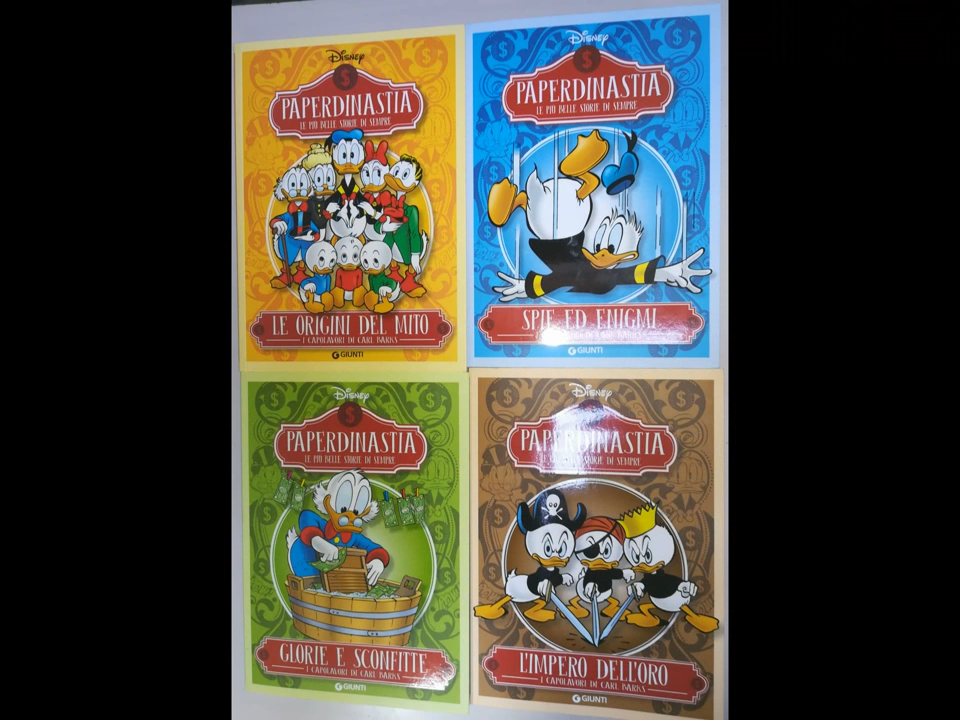 Disney
$
PAPERDINASTIA
LE PIÙ BELLE STORIE DI SEMPRE
LE ORIGINI DEL MITO
I CAPOLAVORI DI CARL BARKS
GIUNTI
Disney
$
PAPERDINASTIA
LE PIÙ BELLE STORIE DI SEMPRE
SPIE ED ENIGMI
GIUNTI
Disney
$
PAPERDINASTIA
LE PIÙ BELLE STORIE DI SEMPRE
GLORIE E SCONFITTE
I CAPOLAVORI DI CARL BARKS
GIUNTI
Disney
$
PAPERDINASTIA
STORIE DI SEMPRE
L'IMPERO DELL'ORO
I CAPOLAVORI DI CARL BARKS
GIUNTI